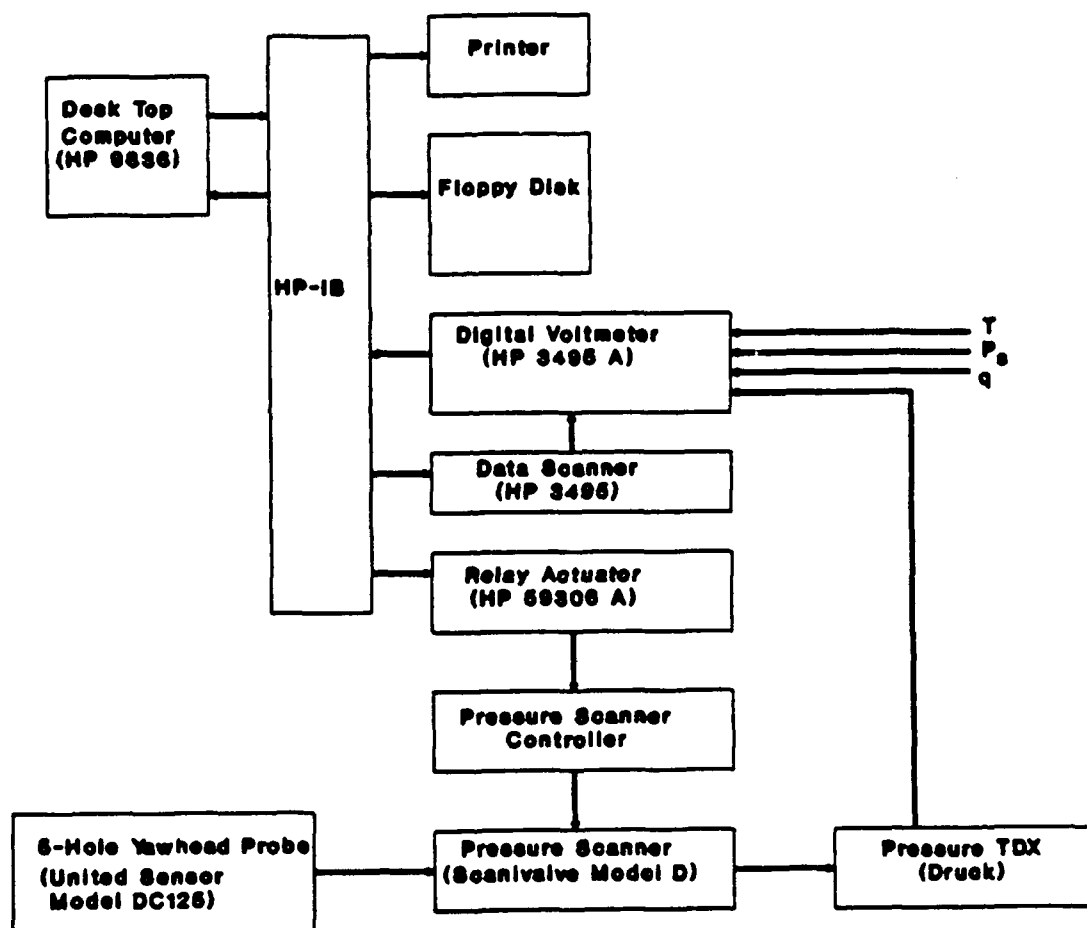 Printer
Desk Top
Computer
(HP 9836)
Floppy Disk
HP-IB
Digital Voltmeter
(HP 3495 A)
T
Ps
q
Data Scanner
(HP 3495)
Relay Actuator
(HP 59306 A)
Pressure Scanner
Controller
5-Hole Yawhead Probe
(United Sensor
Model DC125)
Pressure Scanner
(Scanivalve Model D)
Pressure TDX
(Druck)